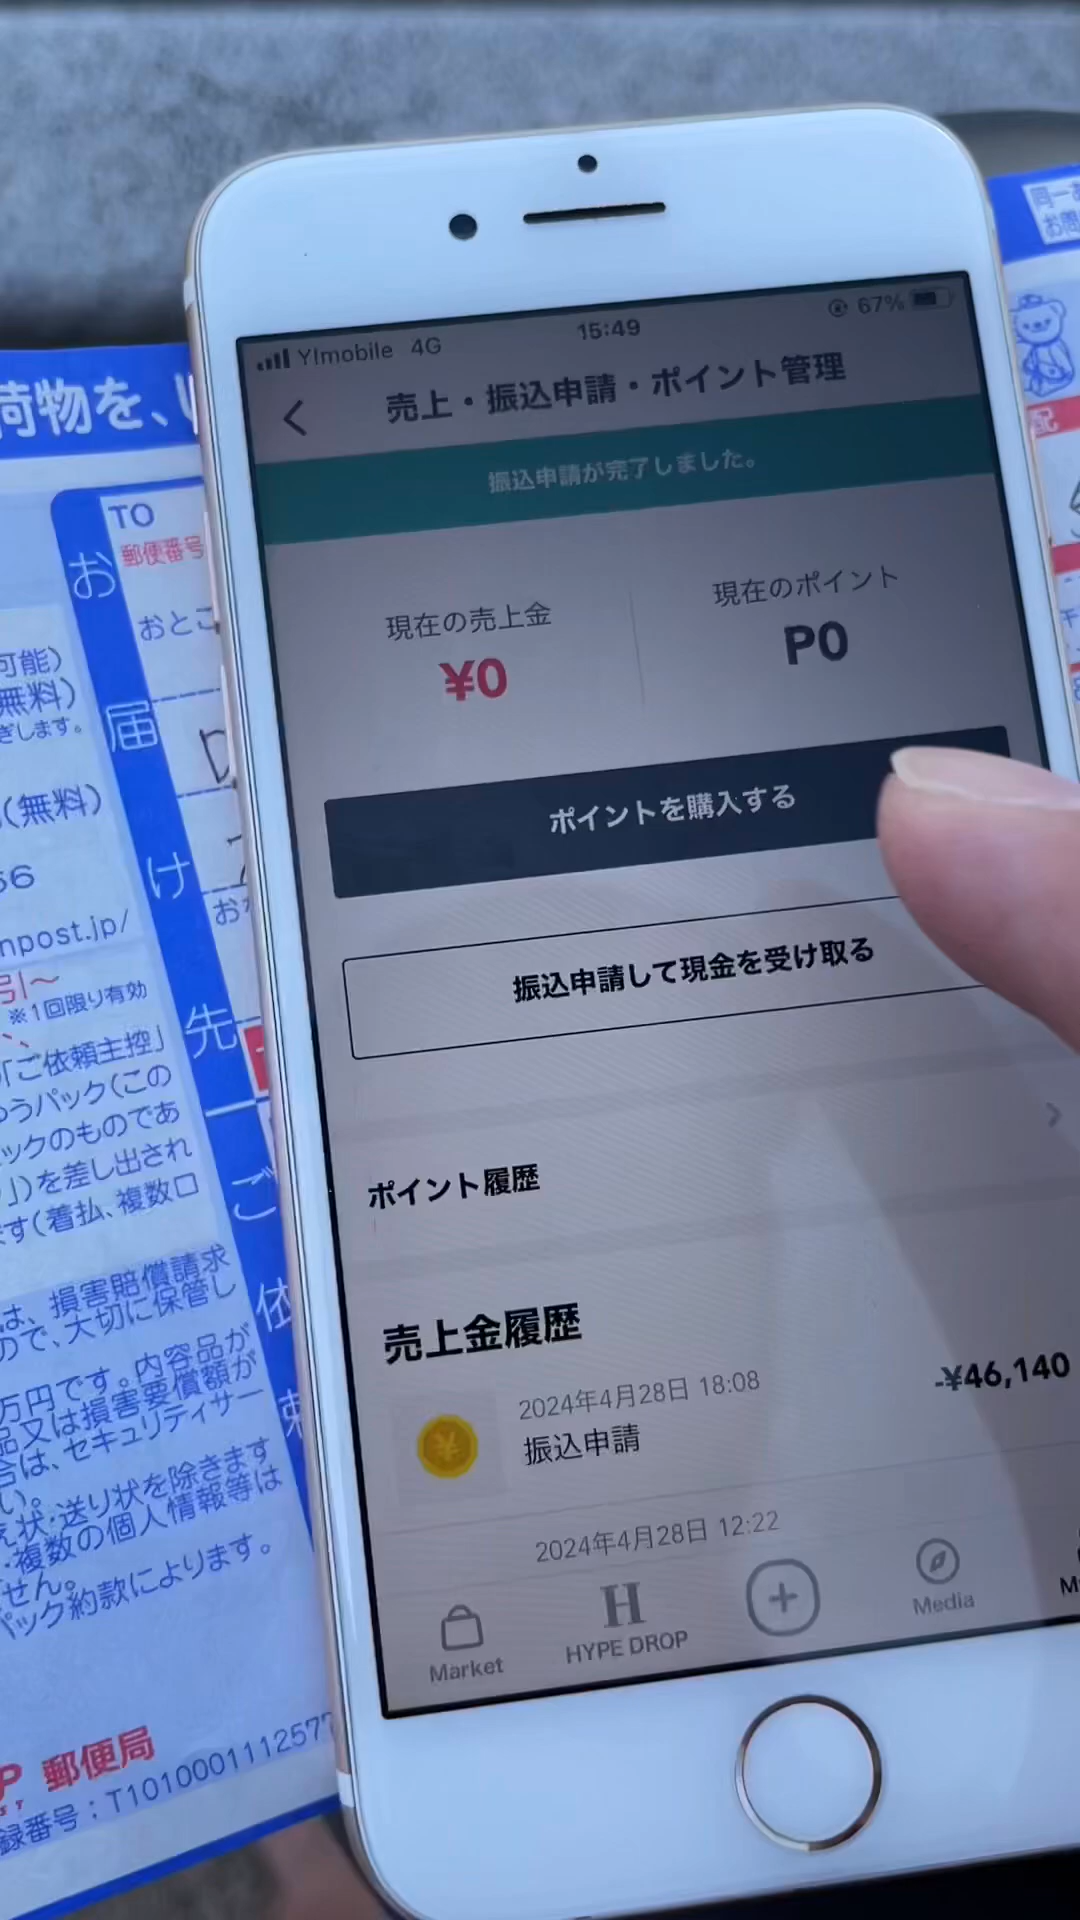 Y!mobile 4G
15:49
67%
売上・振込申請・ポイント管理
振込申請が完了しました。
現在の売上金
¥0
現在のポイント
P0
ポイントを購入する
振込申請して現金を受け取る
ポイント履歴
売上金履歴
2024年4月28日 18:08
振込申請
-¥46,140
2024年4月28日 12:22
Market
HYPE DROP
Media
荷物を、
TO
郵便番号
お届け先
おとこ
可能）
無料）
ぎします。
（無料）
npost.jp/
引～
※1回限り有効
「ご依頼主控」
ゆうパック（この
ックのものであ
」）を差し出され
ます（着払、複数口
は、損害賠償請求
ので、大切に保管し
万円です。内容品が
品又は損害要償額が
合は、セキュリティサー
い。
え状・送り状を除きます
・複数の個人情報等は
せん。
パック約款によります。
ご依頼
郵便局
録番号：T101000111257
同一あ
お問
配